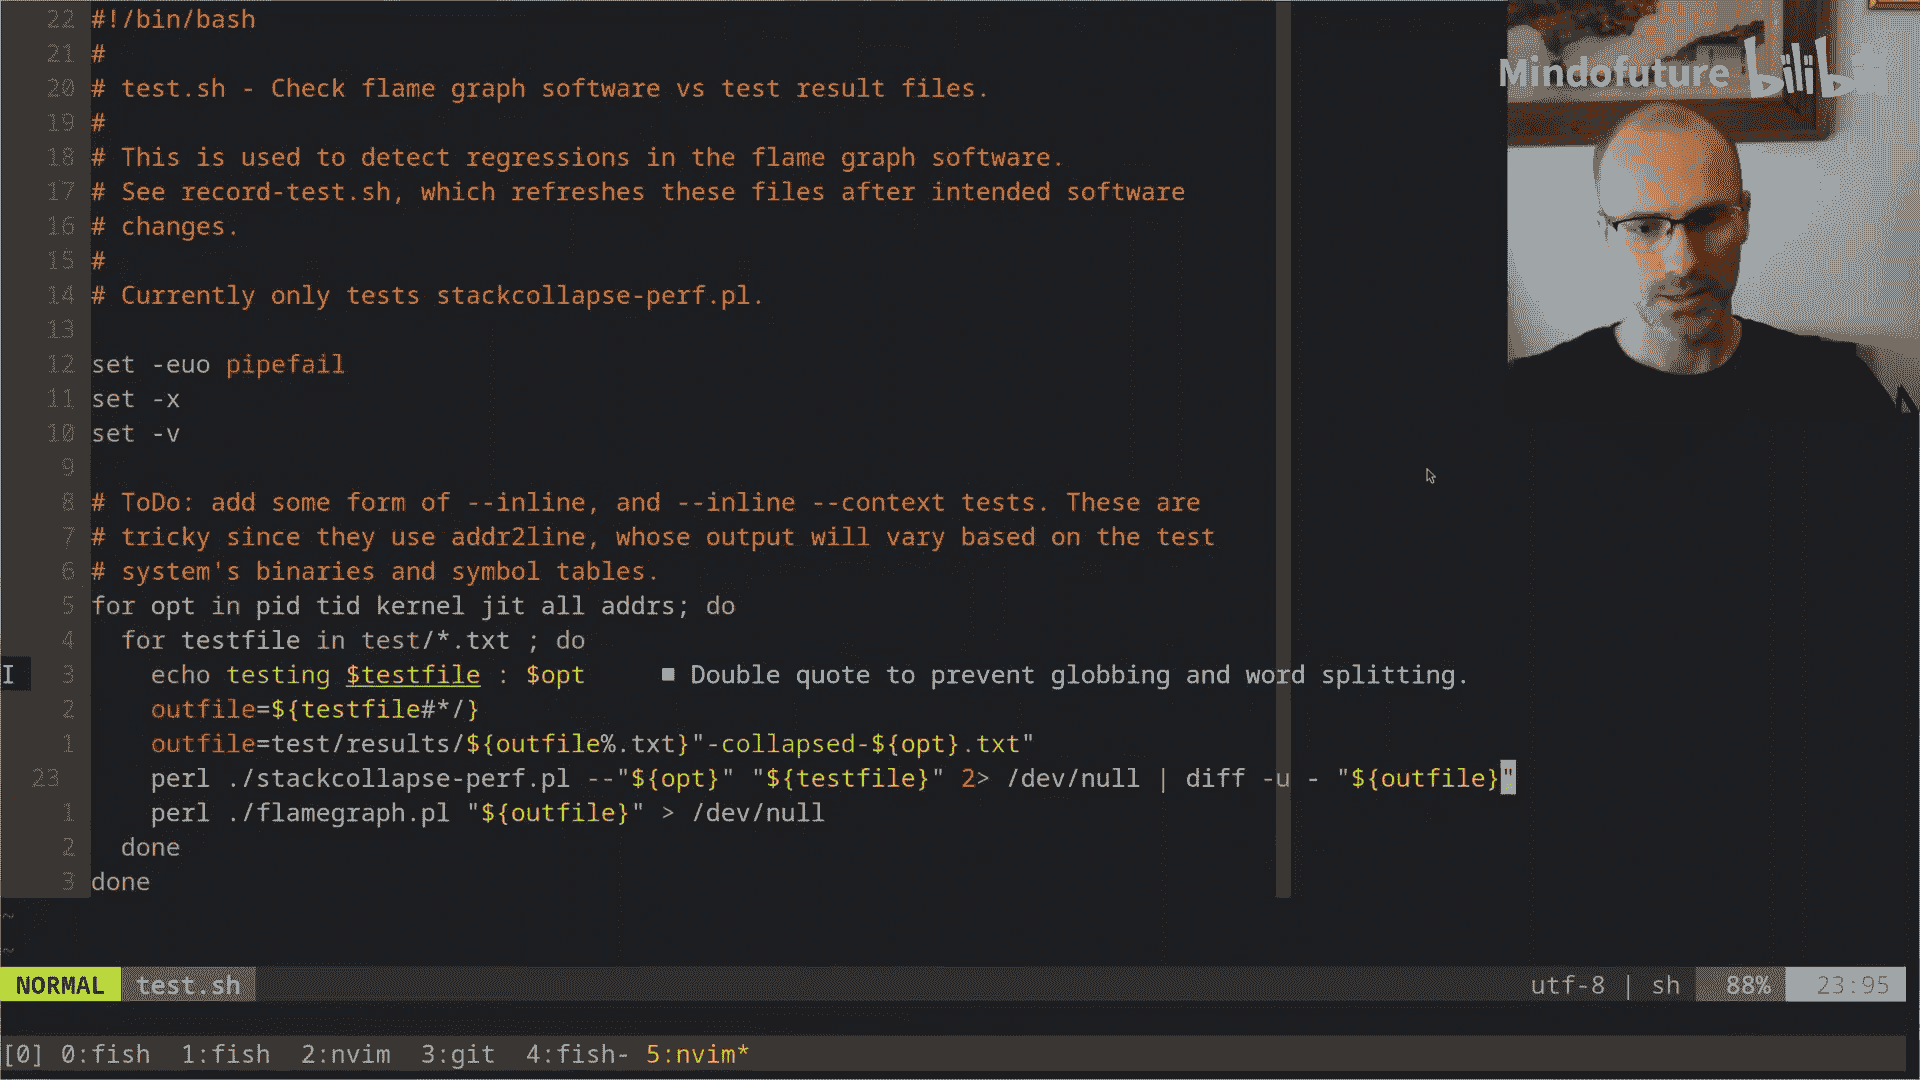 22 #!/bin/bash
21 #
20 # test.sh - Check flame graph software vs test result files.
19 #
18 # This is used to detect regressions in the flame graph software.
17 # See record-test.sh, which refreshes these files after intended software
16 # changes.
15 #
14 # Currently only tests stackcollapse-perf.pl.
13
12 set -euo pipefail
11 set -x
10 set -v
9
8 # ToDo: add some form of --inline, and --inline --context tests. These are
7 # tricky since they use addr2line, whose output will vary based on the test
6 # system's binaries and symbol tables.
5 for opt in pid tid kernel jit all addrs; do
4   for testfile in test/*.txt ; do
I 3     echo testing $testfile : $opt     ■ Double quote to prevent globbing and word splitting.
2     outfile=${testfile#*/}
1     outfile=test/results/${outfile%.txt}"-collapsed-${opt}.txt"
23     perl ./stackcollapse-perf.pl --"${opt}" "${testfile}" 2> /dev/null | diff -u - "${outfile}"
1     perl ./flamegraph.pl "${outfile}" > /dev/null
2   done
3 done
~
~
NORMAL test.sh utf-8 | sh 88% 23:95
[0] 0:fish 1:fish 2:nvim 3:git 4:fish- 5:nvim*
Mindofuture